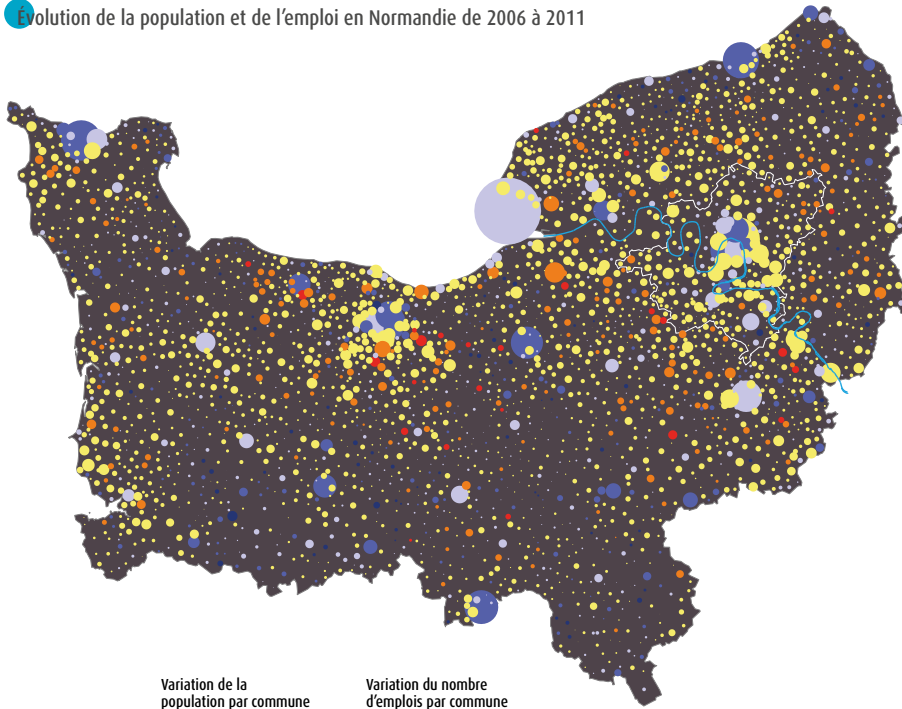 Évolution de la population et de l’emploi en Normandie de 2006 à 2011
Variation de la
population par commune
Variation du nombre
d’emplois par commune